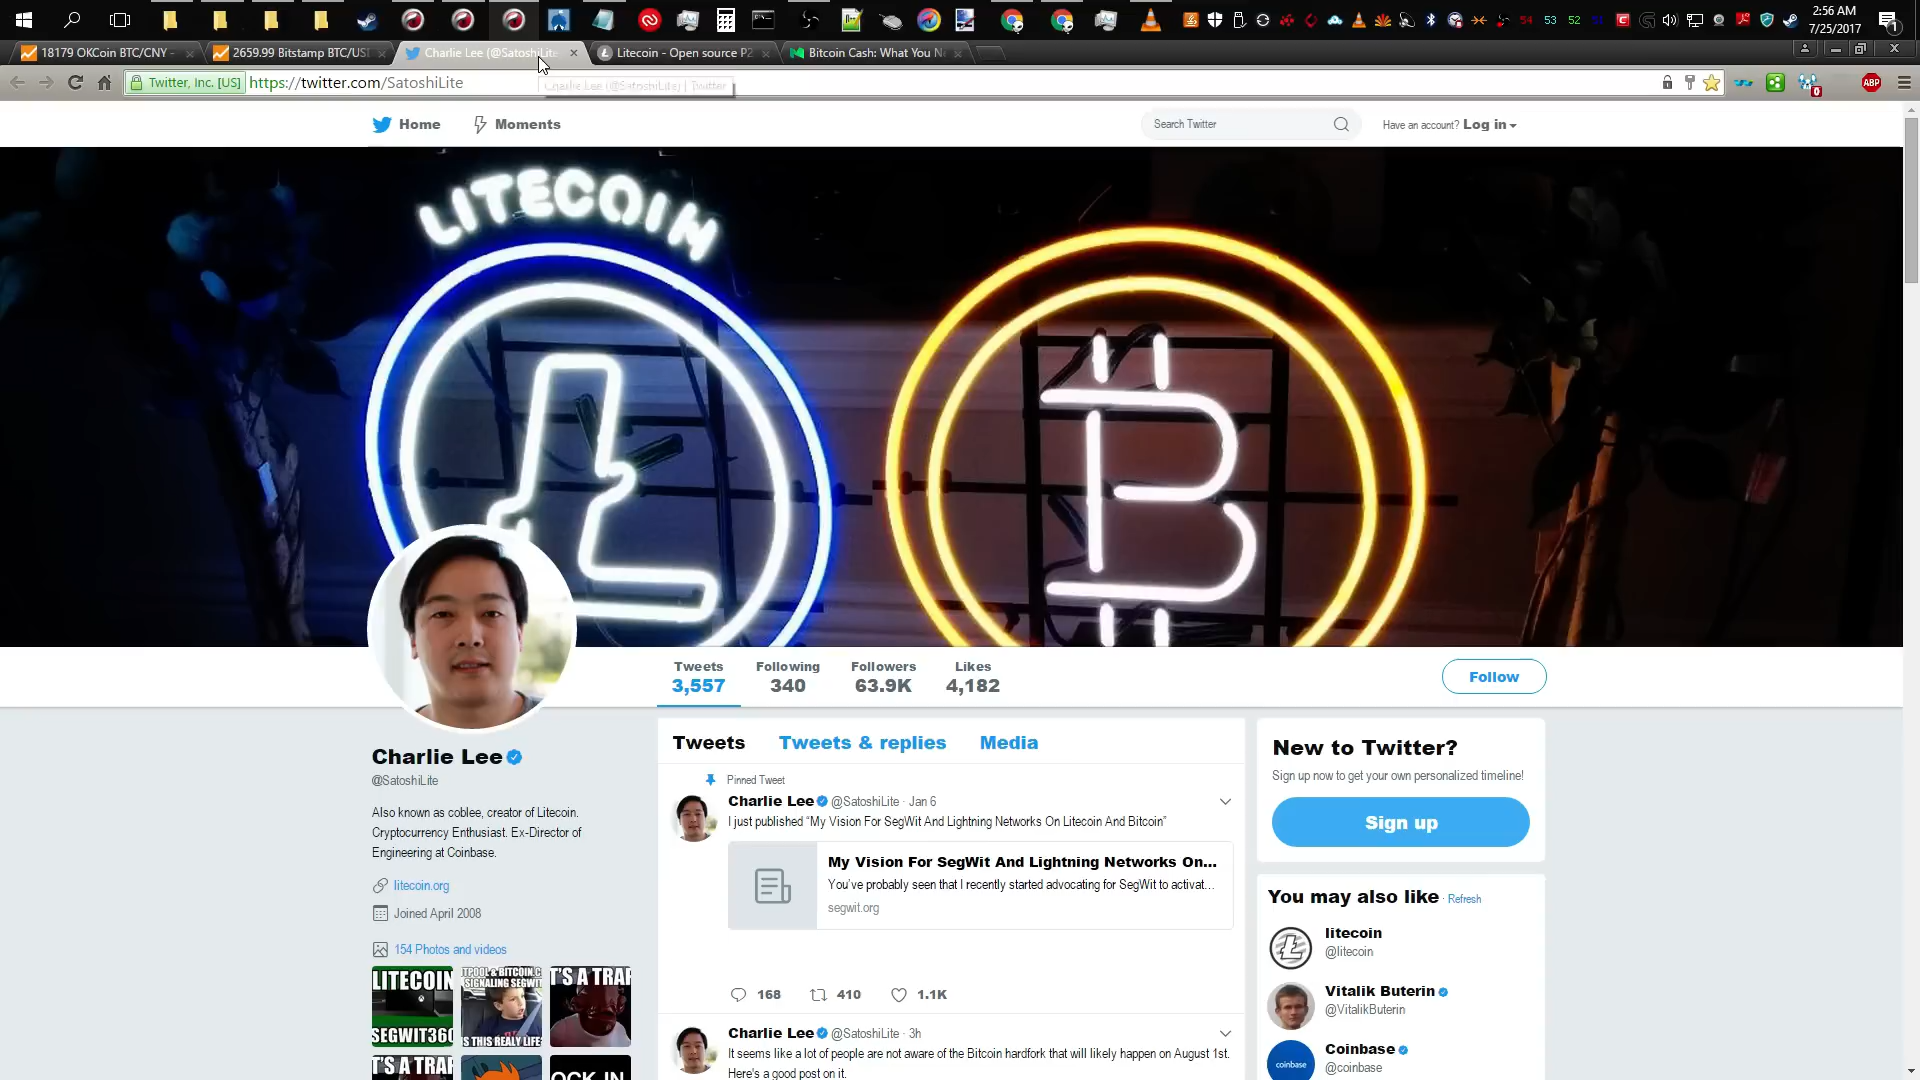 2:56 AM
7/25/2017
54 53 52 51
18179 OKCoin BTC/CNY -
2659.99 Bitstamp BTC/USD
Charlie Lee (@SatoshiLite
Litecoin - Open source P2
Bitcoin Cash: What You N
Twitter, Inc. [US]
https://twitter.com/SatoshiLite
Charlie Lee (@SatoshiLite) | Twitter
0
ABP
Home
Moments
Search Twitter
Have an account? Log in
LITECOIN
Tweets
3,557
Following
340
Followers
63.9K
Likes
4,182
Follow
Charlie Lee
@SatoshiLite
Also known as coblee, creator of Litecoin.
Cryptocurrency Enthusiast. Ex-Director of
Engineering at Coinbase.
litecoin.org
Joined April 2008
154 Photos and videos
LITECOIN
SEGWIT360
TPOOL & BITCOIN.C
SIGNALING SEGWIT
S THIS REALY LIFE
T'S A TRAP
T'S A TRAP
OCK IN
Tweets
Tweets & replies
Media
Pinned Tweet
Charlie Lee @SatoshiLite · Jan 6
I just published “My Vision For SegWit And Lightning Networks On Litecoin And Bitcoin”
My Vision For SegWit And Lightning Networks On...
You've probably seen that I recently started advocating for SegWit to activat...
segwit.org
168
410
1.1K
Charlie Lee @SatoshiLite · 3h
It seems like a lot of people are not aware of the Bitcoin hardfork that will likely happen on August 1st.
Here's a good post on it.
New to Twitter?
Sign up now to get your own personalized timeline!
Sign up
You may also like · Refresh
litecoin
@litecoin
Vitalik Buterin
@VitalikButerin
coinbase
Coinbase
@coinbase